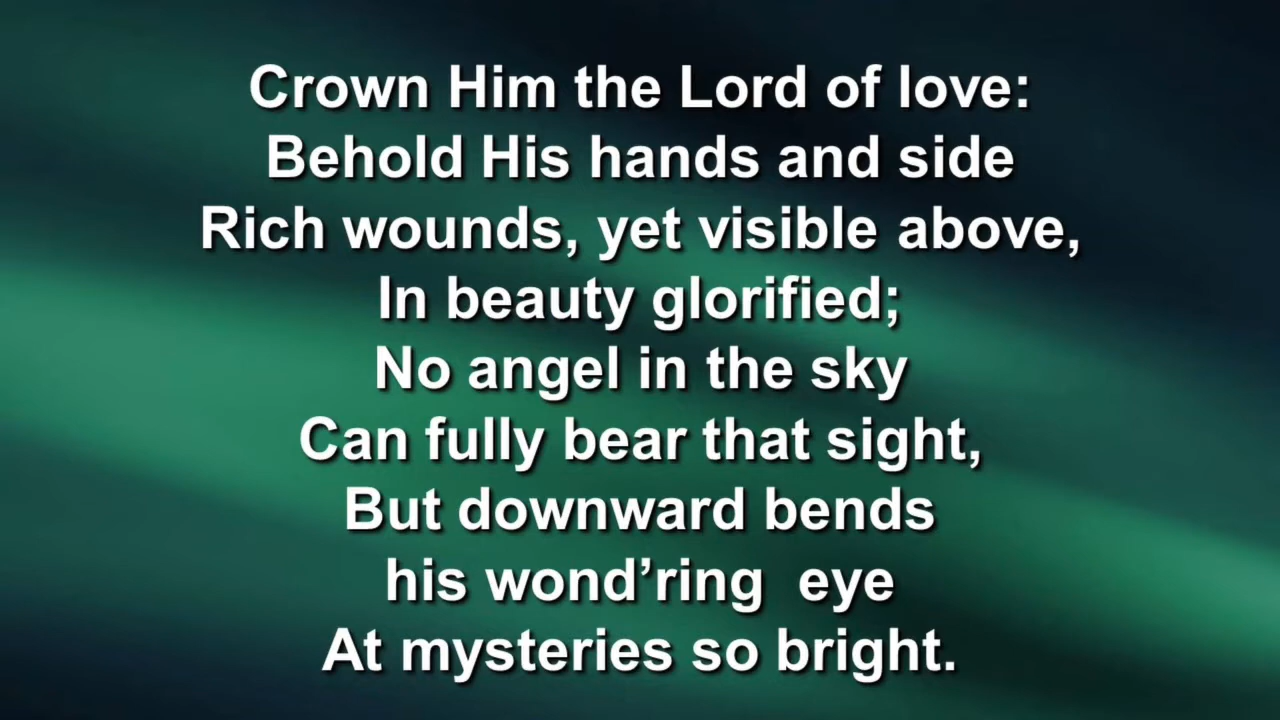 Crown Him the Lord of love:
Behold His hands and side
Rich wounds, yet visible above,
In beauty glorified;
No angel in the sky
Can fully bear that sight,
But downward bends
his wond’ring  eye
At mysteries so bright.